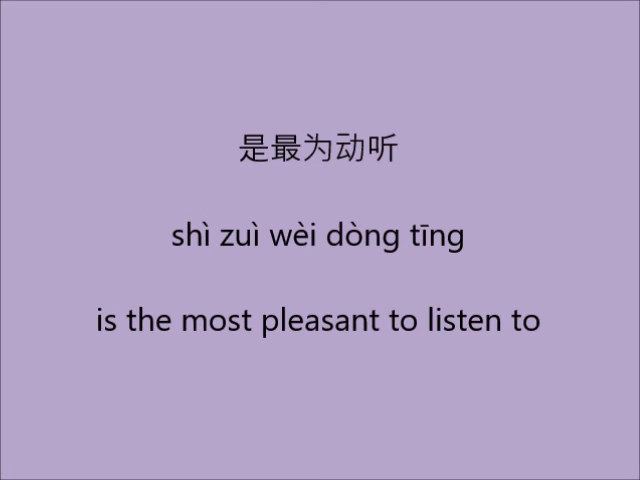 是最为动听
shì zuì wèi dòng tīng
is the most pleasant to listen to